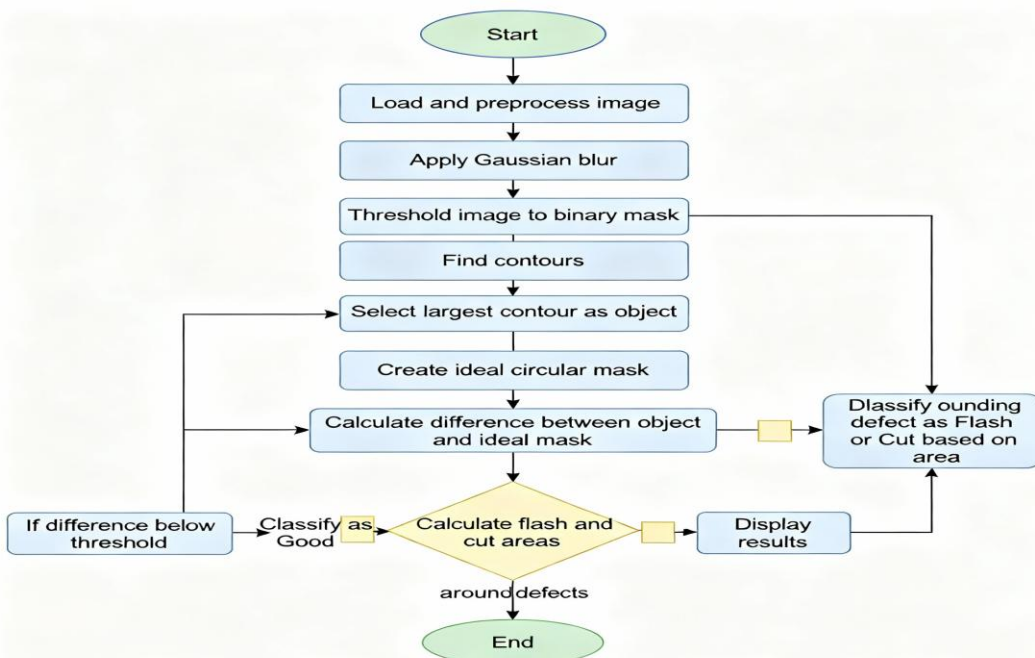 Start
Load and preprocess image
Apply Gaussian blur
Threshold image to binary mask
Find contours
Select largest contour as object
Create ideal circular mask
Calculate difference between object
and ideal mask
Dlassify ounding
defect as Flash
or Cut based on
area
If difference below
threshold
Classify as
Good
Calculate flash and
cut areas
Display
results
around defects
End